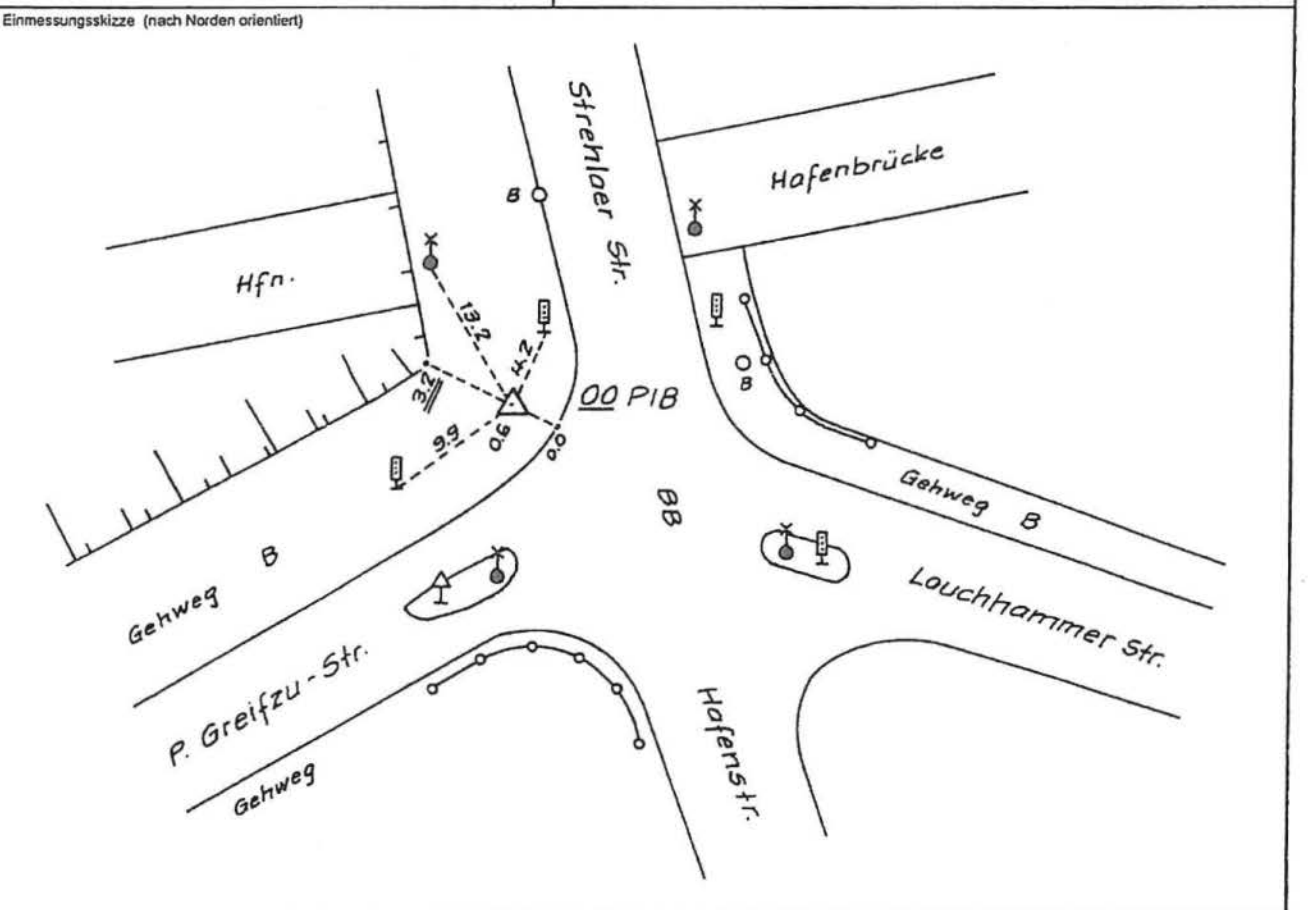 Einmessungsskizze (nach Norden orientiert)
Strehlaer Str.
Hafenbrücke
B
Hfn.
13.2
4.2
3.2
00 PIB
B
9.9
0.6
0.0
BB
Gehweg B
Gehweg B
Lauchhammer Str.
P. Greifzu-Str.
Gehweg
Hafenstr.